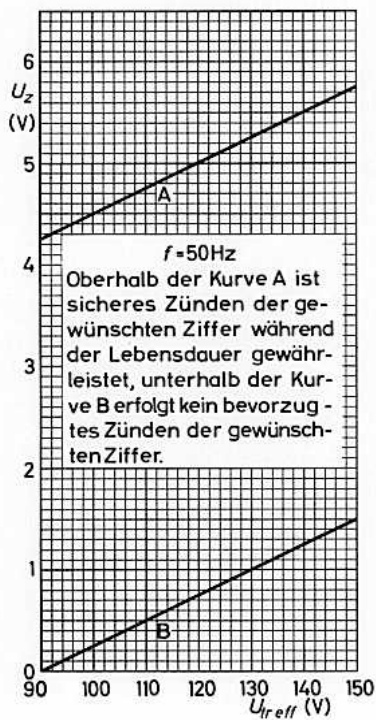 6
U_z
(V)
5
A
4
f=50Hz
Oberhalb der Kurve A ist
sicheres Zünden der ge-
wünschten Ziffer während
der Lebensdauer gewähr-
leistet, unterhalb der Kur-
ve B erfolgt kein bevorzug-
tes Zünden der gewünsch-
ten Ziffer.
3
2
1
B
0
90 100 110 120 130 140 150
U_tr eff (V)